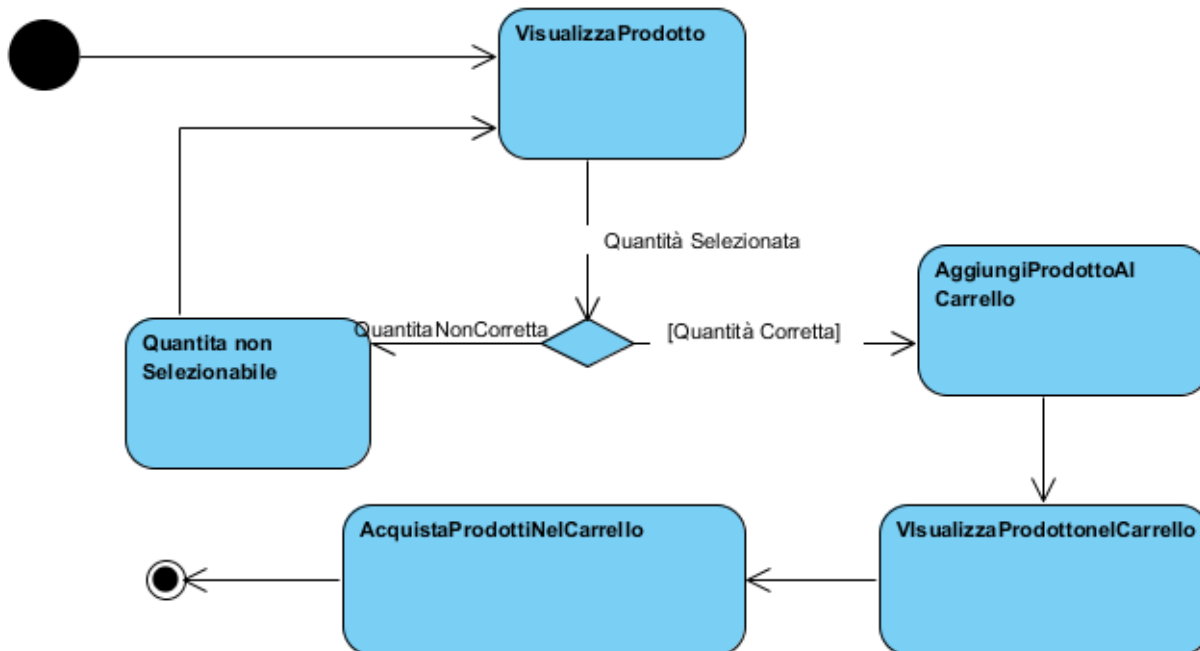 VisualizzaProdotto
Quantità Selezionata
AggiungiProdottoAl
Carrello
QuantitaNonCorretta
[Quantità Corretta]
Quantita non
Selezionabile
AcquistaProdottiNelCarrello
VIsualizzaProdottonelCarrello